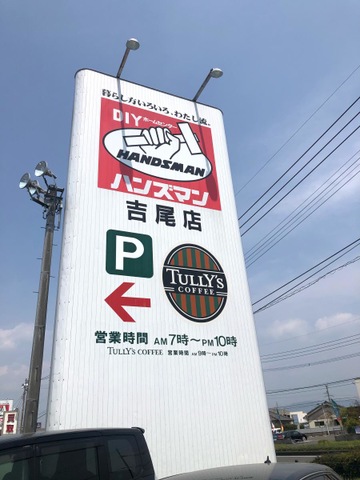 暮らしないろいろ、わたし流。
DIY ホームセンター
HANDSMAN
ハンズマン
吉尾店
P
TULLY'S
COFFEE
営業時間 AM7時〜PM10時
TULLY'S COFFEE 営業時間 AM9時〜PM10時